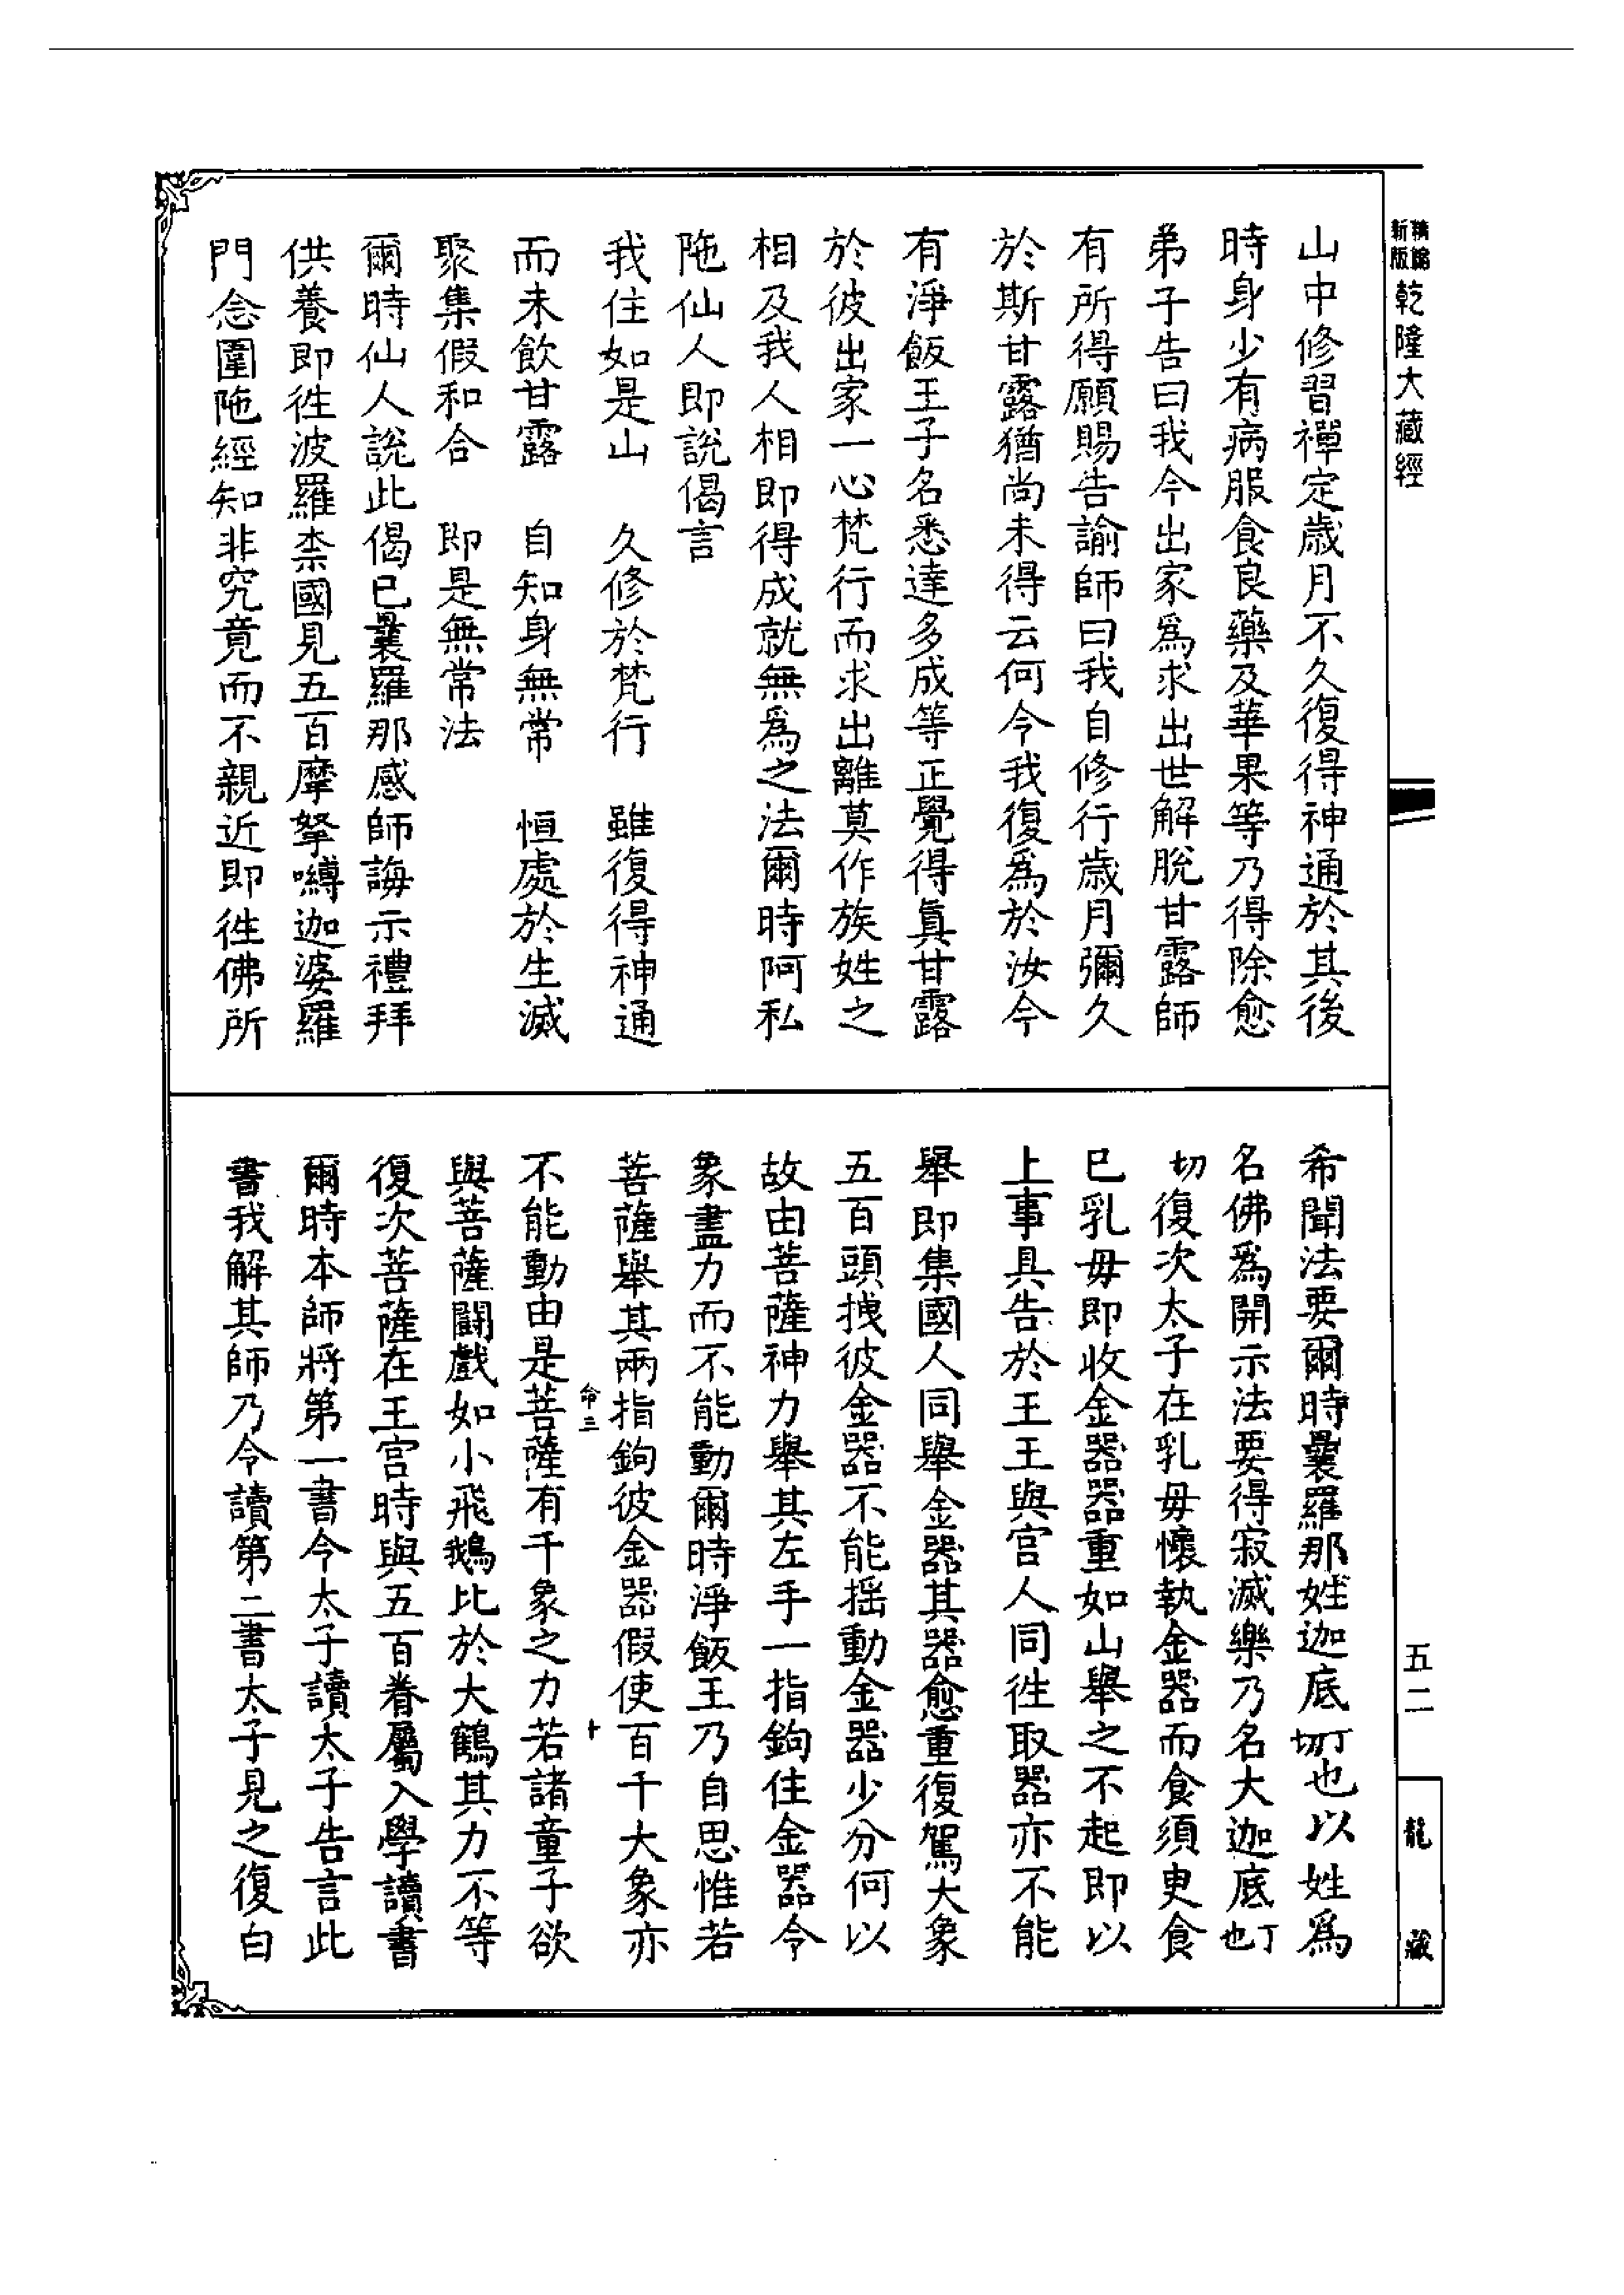 新版
精縮
乾隆大藏經
山中修習禪定歲月不久復得神通於其後
時身少有病服食良藥及華果等乃得除愈
弟子告曰我今出家爲求出世解脫甘露師
有所得願賜告諭師曰我自修行歲月彌久
於斯甘露猶尚未得云何今我復爲於汝今
有淨飯王子名悉達多成等正覺得真甘露
於彼出家一心梵行而求出離莫作族姓之
相及我人相即得成就無爲之法爾時阿私
陁仙人即說偈言
我住如是山　久修於梵行　雖復得神通
而未飲甘露　自知身無常　恒處於生滅
聚集假和合　即是無常法
爾時仙人說此偈已曩羅那感師誨示禮拜
供養即徃波羅柰國見五百摩拏嚩迦婆羅
門念圍陁經知非究竟而不親近即徃佛所
希聞法要爾時曩羅那姓迦底丁也切以姓爲
名佛爲開示法要得寂滅樂乃名大迦底丁也
切復次太子在乳毋懷執金器而食須臾食
已乳毋即收金器器重如山舉之不起即以
上事具告於王王與宫人同徃取器亦不能
舉即集國人同舉金器其器愈重復駕大象
五百頭拽彼金器不能摇動金器少分何以
故由菩薩神力舉其左手一指鉤住金器今
象盡力而不能動爾時淨飯王乃自思惟若
菩薩舉其兩指鉤彼金器假使百千大象亦
命三
十
不能動由是菩薩有千象之力若諸童子欲
與菩薩鬪戲如小飛鵝比於大鶴其力不等
復次菩薩在王宫時與五百眷屬入學讀書
爾時本師將第一書令太子讀太子告言此
書我解其師乃令讀第二書太子見之復白
五二
龍藏